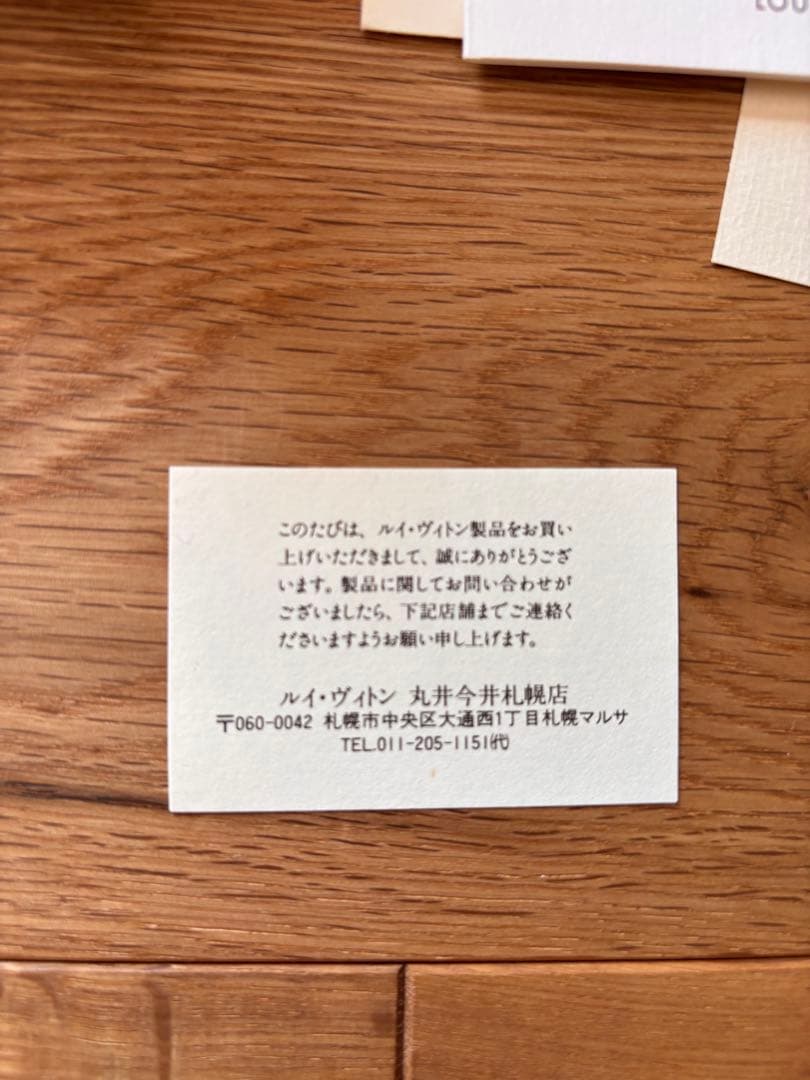 このたびは、ルイ・ヴィトン製品をお買い
上げいただきまして、誠にありがとうござ
います。製品に関してお問い合わせが
ございましたら、下記店舗までご連絡く
ださいますようお願い申し上げます。
ルイ・ヴィトン 丸井今井札幌店
〒060-0042 札幌市中央区大通西1丁目札幌マルサ
TEL.011-205-1151㈹